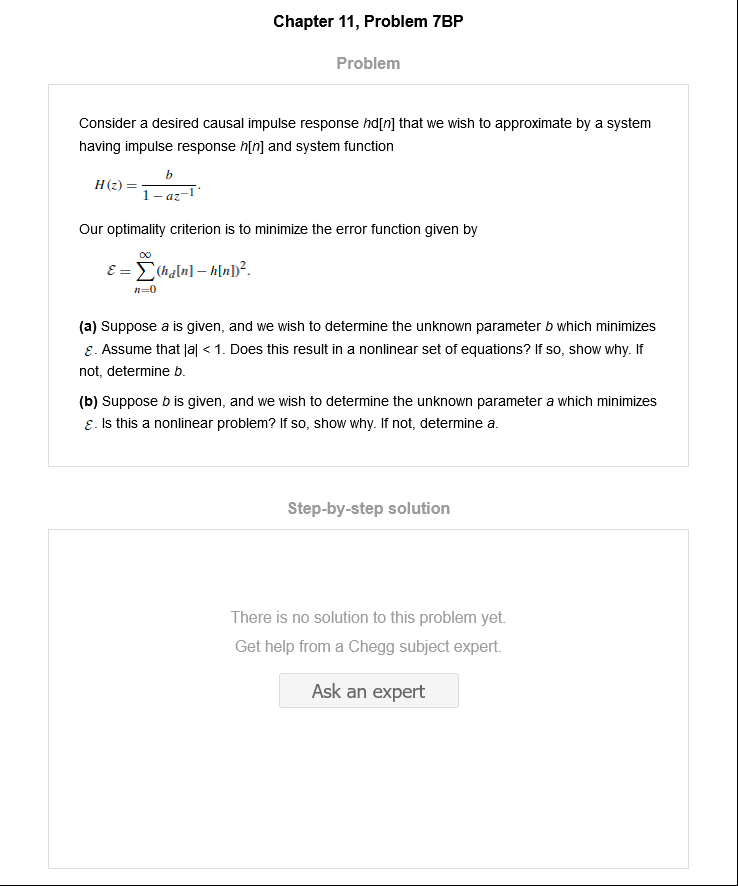 Chapter 11, Problem 7BP
Problem
Consider a desired causal impulse response hd[n] that we wish to approximate by a system
having impulse response h[n] and system function
H(z) = b / (1 − az⁻¹).
Our optimality criterion is to minimize the error function given by
ℰ = ∑_{n=0}^{∞} (h_d[n] − h[n])².
(a) Suppose a is given, and we wish to determine the unknown parameter b which minimizes
ℰ. Assume that |a| < 1. Does this result in a nonlinear set of equations? If so, show why. If
not, determine b.
(b) Suppose b is given, and we wish to determine the unknown parameter a which minimizes
ℰ. Is this a nonlinear problem? If so, show why. If not, determine a.
Step-by-step solution
There is no solution to this problem yet.
Get help from a Chegg subject expert.
Ask an expert